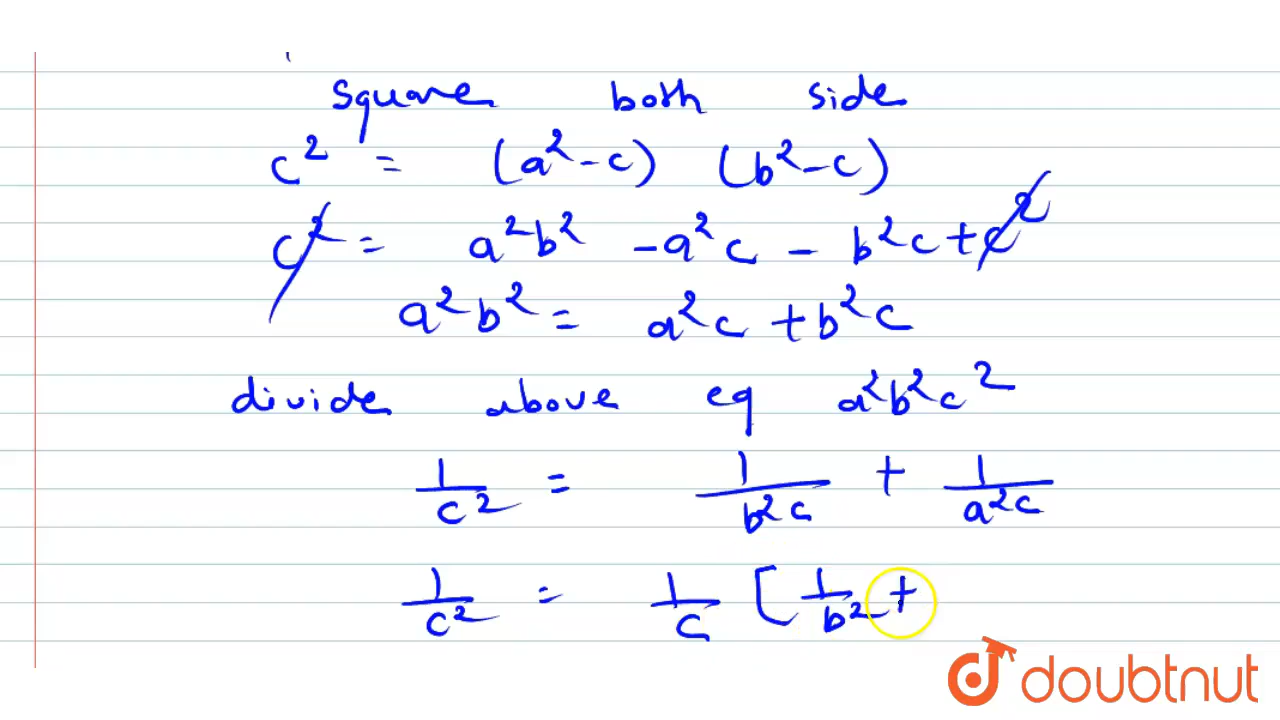 square both side
c² = (a²-c) (b²-c)
c² = a²b² -a²c - b²c + c²
a²b² = a²c + b²c
divide above eq a²b²c²
1/c² = 1/b²c + 1/a²c
1/c² = 1/c [1/b² +
doubtnut